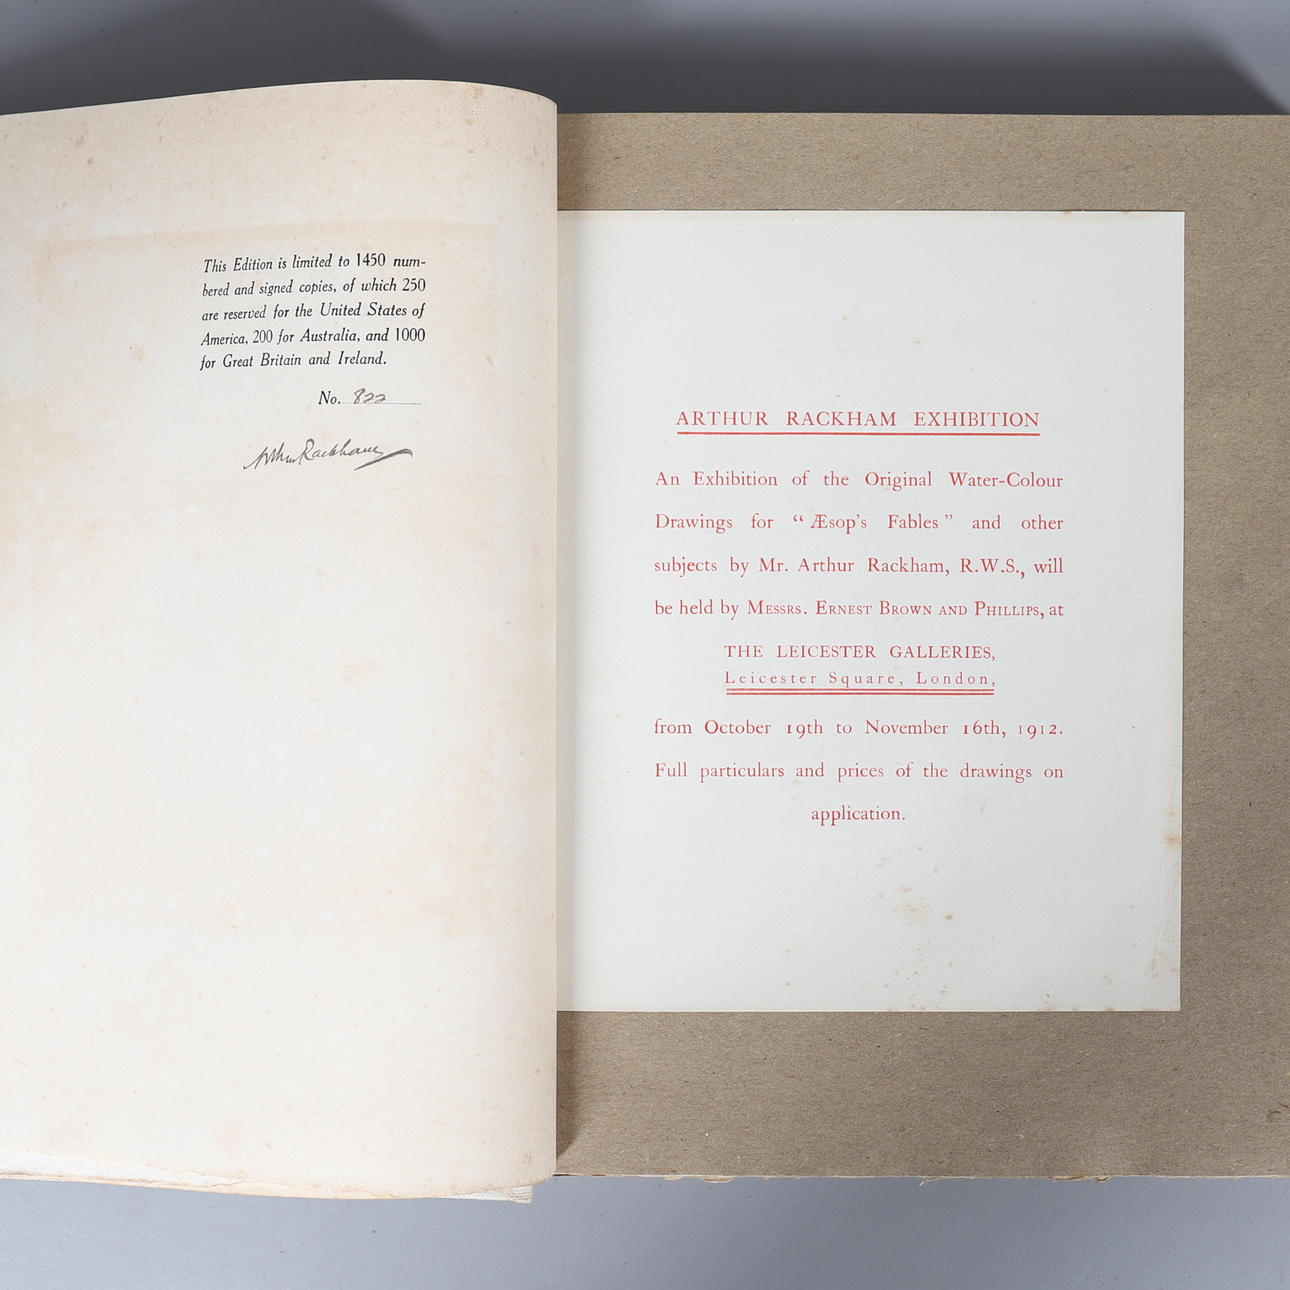 This Edition is limited to 1450 num-
bered and signed copies, of which 250
are reserved for the United States of
America, 200 for Australia, and 1000
for Great Britain and Ireland.
No. 822
Arthur Rackham
ARTHUR RACKHAM EXHIBITION
An Exhibition of the Original Water-Colour
Drawings for “Æsop's Fables” and other
subjects by Mr. Arthur Rackham, R.W.S., will
be held by Messrs. Ernest Brown and Phillips, at
THE LEICESTER GALLERIES,
Leicester Square, London,
from October 19th to November 16th, 1912.
Full particulars and prices of the drawings on
application.